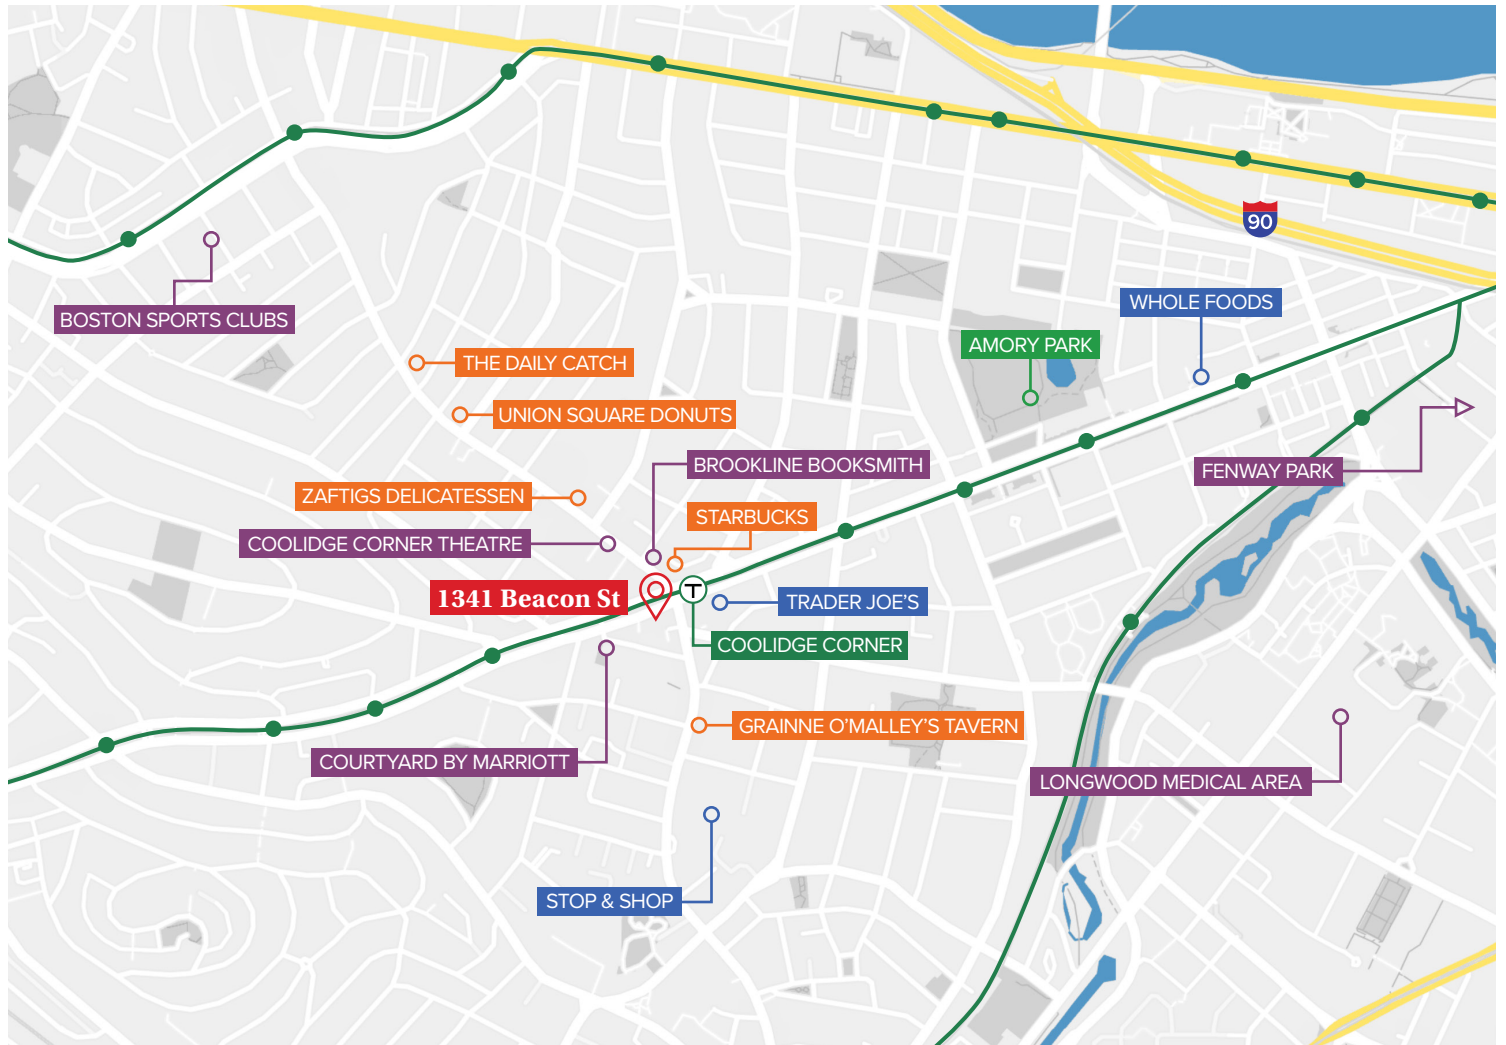 90
WHOLE FOODS
BOSTON SPORTS CLUBS
AMORY PARK
THE DAILY CATCH
UNION SQUARE DONUTS
BROOKLINE BOOKSMITH
FENWAY PARK
ZAFTIGS DELICATESSEN
STARBUCKS
COOLIDGE CORNER THEATRE
1341 Beacon St
T
TRADER JOE'S
COOLIDGE CORNER
GRAINNE O'MALLEY'S TAVERN
COURTYARD BY MARRIOTT
LONGWOOD MEDICAL AREA
STOP & SHOP